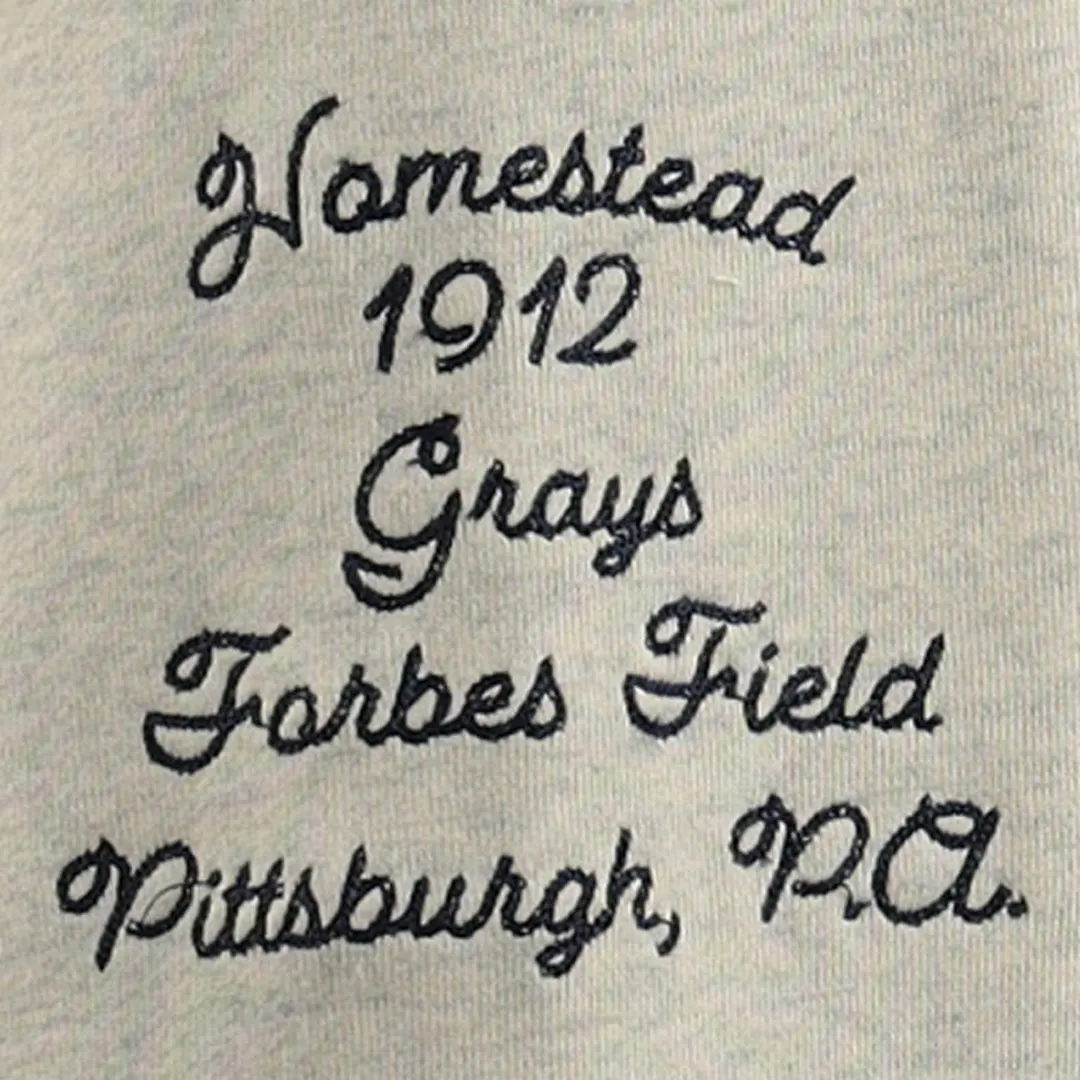 Homestead
1912
Grays
Forbes Field
Pittsburgh, P.A.